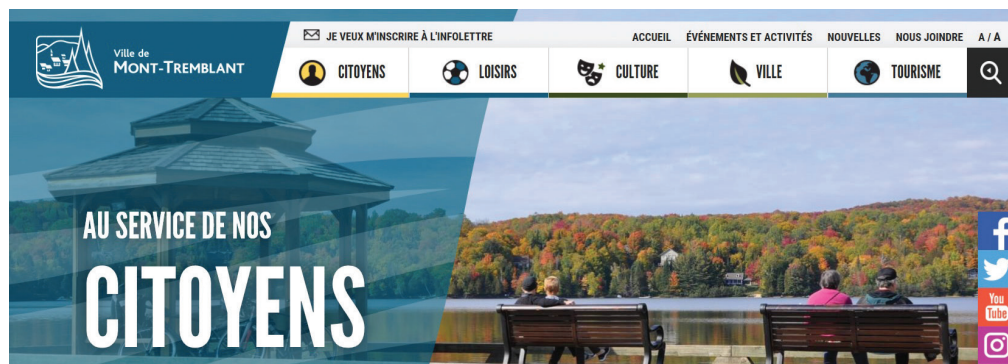 Ville de
MONT-TREMBLANT
JE VEUX M'INSCRIRE À L'INFOLETTRE
ACCUEIL ÉVÉNEMENTS ET ACTIVITÉS NOUVELLES NOUS JOINDRE A / A
CITOYENS LOISIRS CULTURE VILLE TOURISME
AU SERVICE DE NOS
CITOYENS
You
Tube